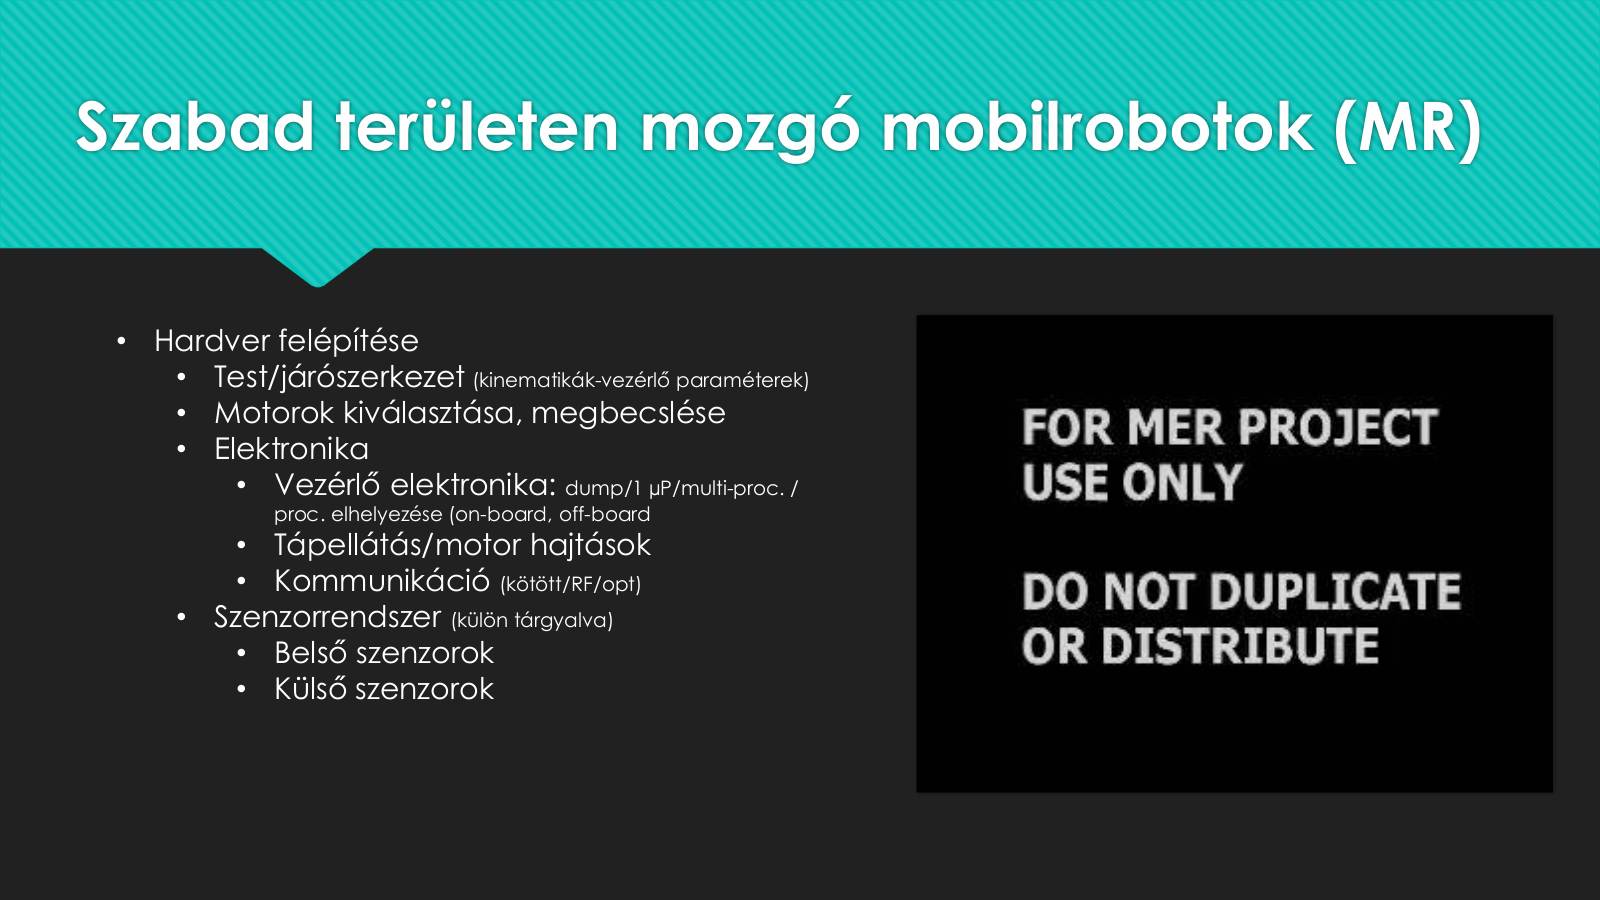 Szabad területen mozgó mobilrobotok (MR)
• Hardver felépítése
• Test/járószerkezet (kinematikák-vezérlő paraméterek)
• Motorok kiválasztása, megbecslése
• Elektronika
• Vezérlő elektronika: dump/1 µP/multi-proc. /
proc. elhelyezése (on-board, off-board
• Tápellátás/motor hajtások
• Kommunikáció (kötött/RF/opt)
• Szenzorrendszer (külön tárgyalva)
• Belső szenzorok
• Külső szenzorok
FOR MER PROJECT
USE ONLY
DO NOT DUPLICATE
OR DISTRIBUTE